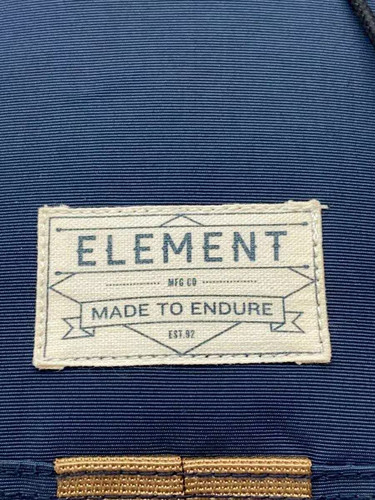 ELEMENT
MFG CO
MADE TO ENDURE
EST.92